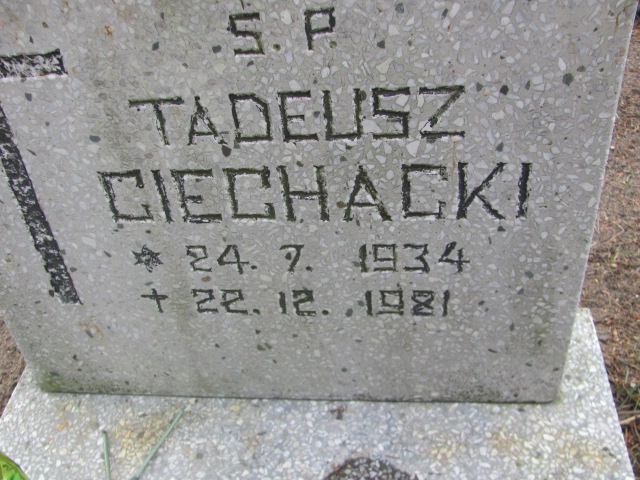 S.P.
TADEUSZ
CIECHACKI
* 24. 7. 1934
+ 22. 12. 1981